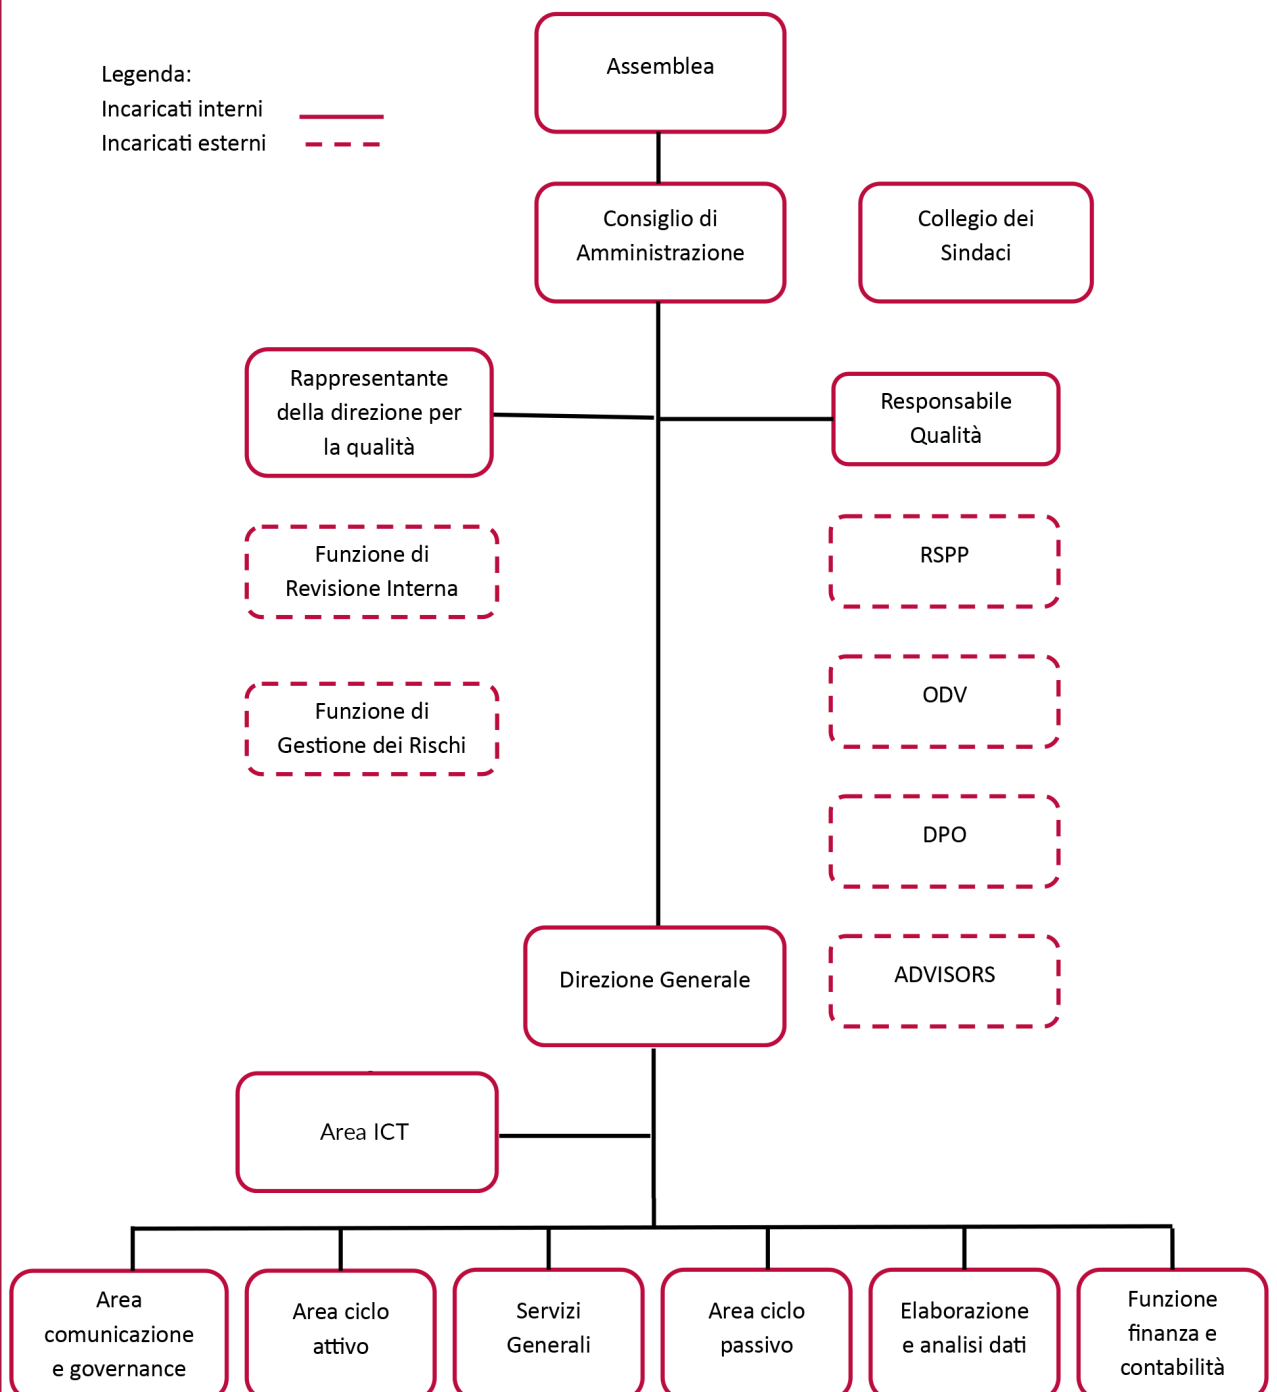 Assemblea
Legenda:
Incaricati interni
Incaricati esterni
Consiglio di
Amministrazione
Collegio dei
Sindaci
Rappresentante
della direzione per
la qualità
Responsabile
Qualità
Funzione di
Revisione Interna
RSPP
Funzione di
Gestione dei Rischi
ODV
DPO
Direzione Generale
ADVISORS
Area ICT
Area
comunicazione
e governance
Area ciclo
attivo
Servizi
Generali
Area ciclo
passivo
Elaborazione
e analisi dati
Funzione
finanza e
contabilità